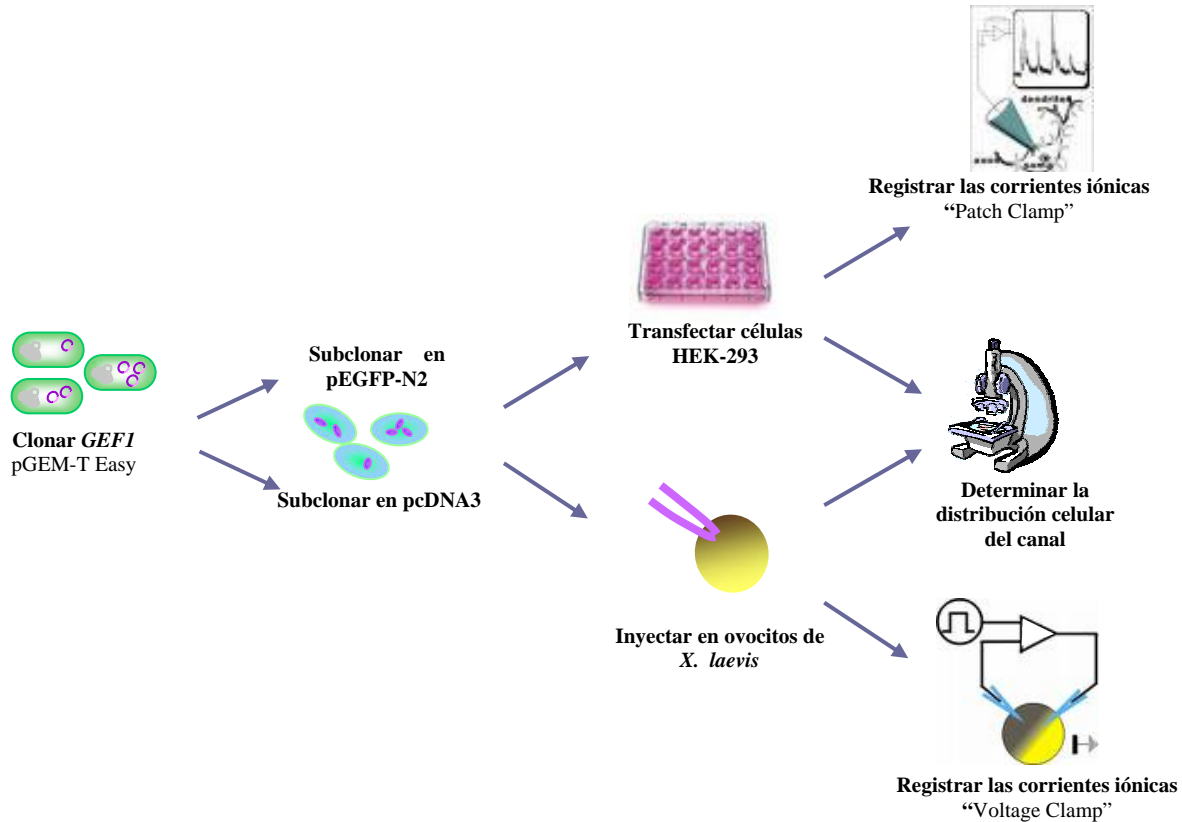 dendrites
Registrar las corrientes iónicas
“Patch Clamp”
Transfectar células
HEK-293
Subclonar en
pEGFP-N2
Clonar GEF1
pGEM-T Easy
Subclonar en pcDNA3
Determinar la
distribución celular
del canal
Inyectar en ovocitos de
X. laevis
Registrar las corrientes iónicas
“Voltage Clamp”